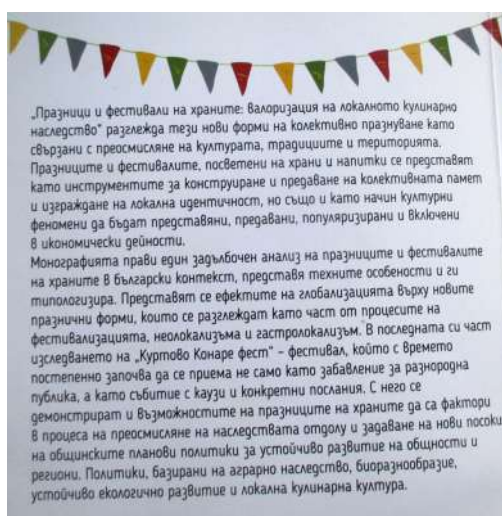 „Празници и фестивали на храните: валоризация на локалното кулинарно
наследство“ разглежда тези нови форми на колективно празнуване като
свързани с преосмисляне на културата, традициите и територията.
Празниците и фестивалите, посветени на храни и напитки се представят
като инструментите за конструиране и предаване на колективната памет
и изграждане на локална идентичност, но също и като начин културни
феномени да бъдат представяни, предавани, популяризирани и включени
в икономически дейности.
Монографията прави един задълбочен анализ на празниците и фестивалите
на храните в български контекст, представя техните особености и ги
типологизира. Представят се ефектите на глобализацията върху новите
празнични форми, които се разглеждат като част от процесите на
фестивализацията, неолокализъма и гастролокализъм. В последната си част
изследването на „Куртово Конаре фест“ – фестивал, който с времето
постепенно започва да се приема не само като забавление за разнородна
публика, а като събитие с каузи и конкретни послания. С него се
демонстрират и възможностите на празниците на храните да са фактори
в процеса на преосмисляне на наследствата отдолу и задаване на нови посоки
на общинските планови политики за устойчиво развитие на общности и
региони. Политики, базирани на аграрно наследство, биоразнообразие,
устойчиво екологично развитие и локална кулинарна култура.